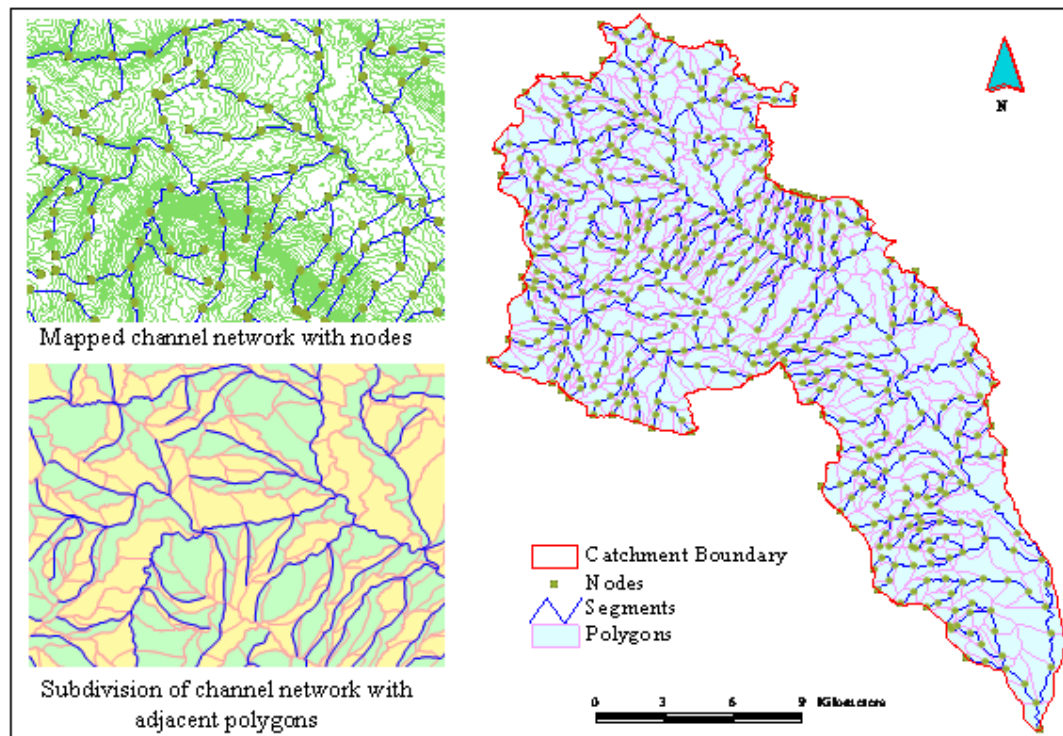 Mapped channel network with nodes
Subdivision of channel network with
adjacent polygons
N
Catchment Boundary
Nodes
Segments
Polygons
0 3 6 9 Kilometers